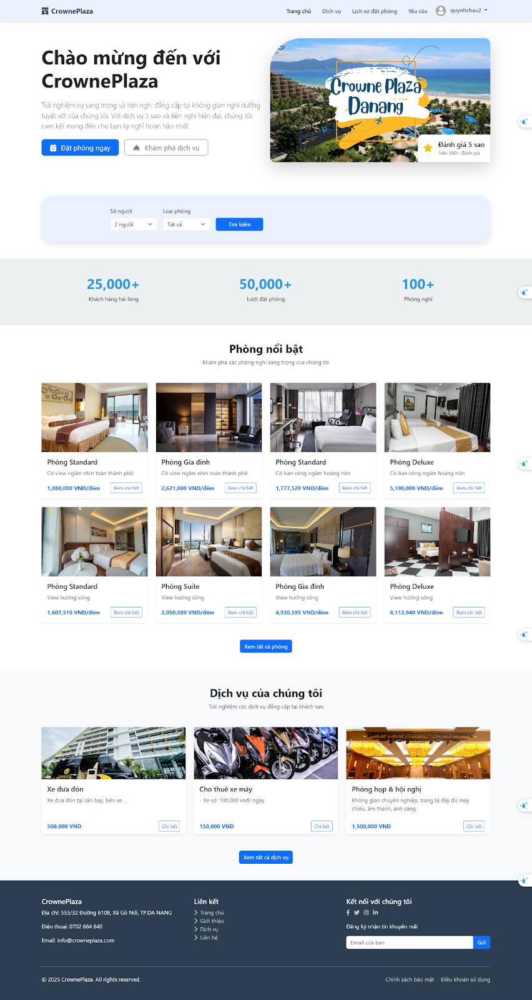 CrownePlaza
Trang chủ
Dịch vụ
Lịch sử đặt phòng
Yêu cầu
quynhchau2
Chào mừng đến với
CrownePlaza
Trải nghiệm sự sang trọng và tiện nghi đẳng cấp tại không gian nghỉ dưỡng
tuyệt vời của chúng tôi. Với dịch vụ 5 sao và tiện nghi hiện đại, chúng tôi
cam kết mang đến cho bạn kỳ nghỉ hoàn hảo nhất.
Đặt phòng ngay
Khám phá dịch vụ
Crowne Plaza
Danang
Đánh giá 5 sao
Trên 500+ đánh giá
Số người
Loại phòng
2 người
Tất cả
Tìm kiếm
25,000+
Khách hàng hài lòng
50,000+
Lượt đặt phòng
100+
Phòng nghỉ
Phòng nổi bật
Khám phá các phòng nghỉ sang trọng của chúng tôi
Phòng Standard
Có view ngắm nhìn toàn thành phố
1,080,000 VND/đêm
Xem chi tiết
Phòng Gia đình
Có view ngắm nhìn toàn thành phố
2,621,000 VND/đêm
Xem chi tiết
Phòng Standard
Có ban công ngắm hoàng hôn
1,777,520 VND/đêm
Xem chi tiết
Phòng Deluxe
Có ban công ngắm hoàng hôn
5,190,000 VND/đêm
Xem chi tiết
Phòng Standard
View hướng sông
1,607,510 VND/đêm
Xem chi tiết
Phòng Suite
View hướng sông
2,050,089 VND/đêm
Xem chi tiết
Phòng Gia đình
View hướng sông
4,930,595 VND/đêm
Xem chi tiết
Phòng Deluxe
View hướng sông
8,113,940 VND/đêm
Xem chi tiết
Xem tất cả phòng
Dịch vụ của chúng tôi
Trải nghiệm các dịch vụ đẳng cấp tại khách sạn
Xe đưa đón
Xe đưa đón tại sân bay, bến xe ...
500,000 VND
Chi tiết
Cho thuê xe máy
- Xe số: 100.000 vnđ/ ngày
150,000 VND
Chi tiết
Phòng họp & hội nghị
Không gian chuyên nghiệp, trang bị đầy đủ máy
chiếu, âm thanh, ánh sáng.
1,500,000 VND
Chi tiết
Xem tất cả dịch vụ
CrownePlaza
Địa chỉ: 553/32 Đường 610B, Xã Gò Nổi, TP.DA NANG
Điện thoại: 0702 664 640
Email: info@crowneplaza.com
Liên kết
Trang chủ
Giới thiệu
Dịch vụ
Liên hệ
Kết nối với chúng tôi
Đăng ký nhận tin khuyến mãi
Email của bạn
Gửi
© 2025 CrownePlaza. All rights reserved.
Chính sách bảo mật
Điều khoản sử dụng